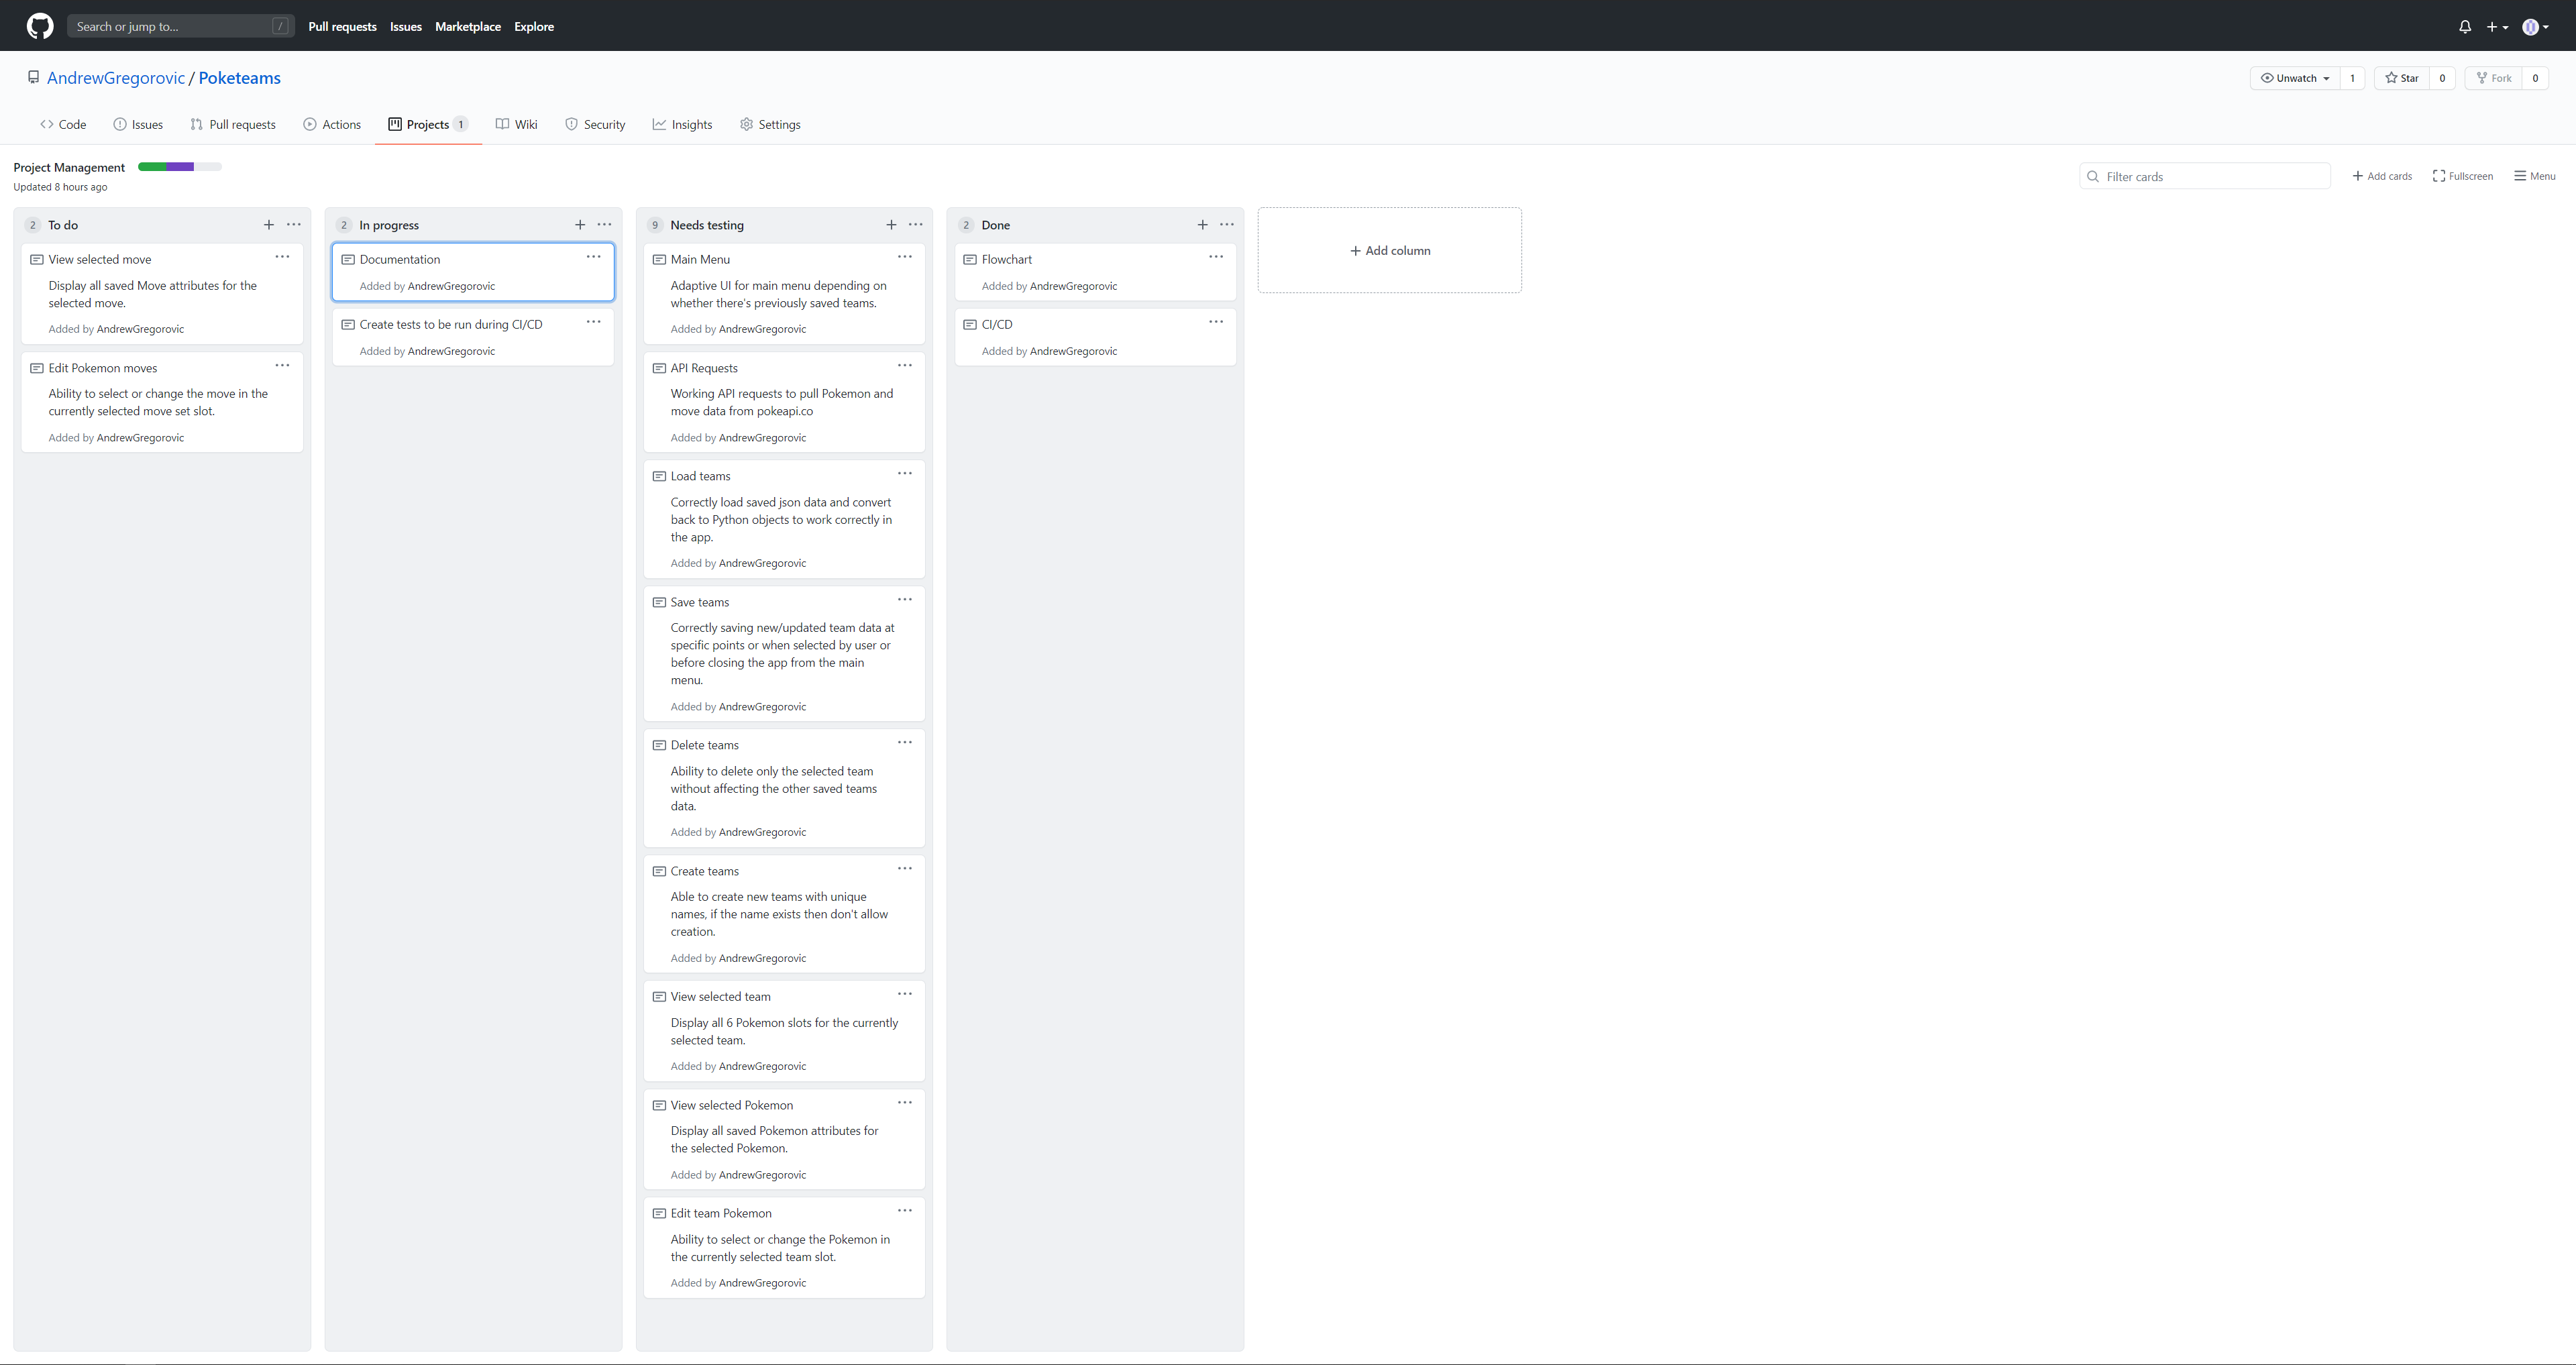 Search or jump to... /
Pull requests Issues Marketplace Explore
AndrewGregorovic / Poketeams
Unwatch 1 Star 0 Fork 0
Code Issues Pull requests Actions Projects 1 Wiki Security Insights Settings
Project Management
Updated 8 hours ago
Filter cards
Add cards Fullscreen Menu
2 To do
View selected move
Display all saved Move attributes for the
selected move.
Added by AndrewGregorovic
Edit Pokemon moves
Ability to select or change the move in the
currently selected move set slot.
Added by AndrewGregorovic
2 In progress
Documentation
Added by AndrewGregorovic
Create tests to be run during CI/CD
Added by AndrewGregorovic
9 Needs testing
Main Menu
Adaptive UI for main menu depending on
whether there's previously saved teams.
Added by AndrewGregorovic
API Requests
Working API requests to pull Pokemon and
move data from pokeapi.co
Added by AndrewGregorovic
Load teams
Correctly load saved json data and convert
back to Python objects to work correctly in
the app.
Added by AndrewGregorovic
Save teams
Correctly saving new/updated team data at
specific points or when selected by user or
before closing the app from the main
menu.
Added by AndrewGregorovic
Delete teams
Ability to delete only the selected team
without affecting the other saved teams
data.
Added by AndrewGregorovic
Create teams
Able to create new teams with unique
names, if the name exists then don't allow
creation.
Added by AndrewGregorovic
View selected team
Display all 6 Pokemon slots for the currently
selected team.
Added by AndrewGregorovic
View selected Pokemon
Display all saved Pokemon attributes for
the selected Pokemon.
Added by AndrewGregorovic
Edit team Pokemon
Ability to select or change the Pokemon in
the currently selected team slot.
Added by AndrewGregorovic
2 Done
Flowchart
Added by AndrewGregorovic
CI/CD
Added by AndrewGregorovic
+ Add column